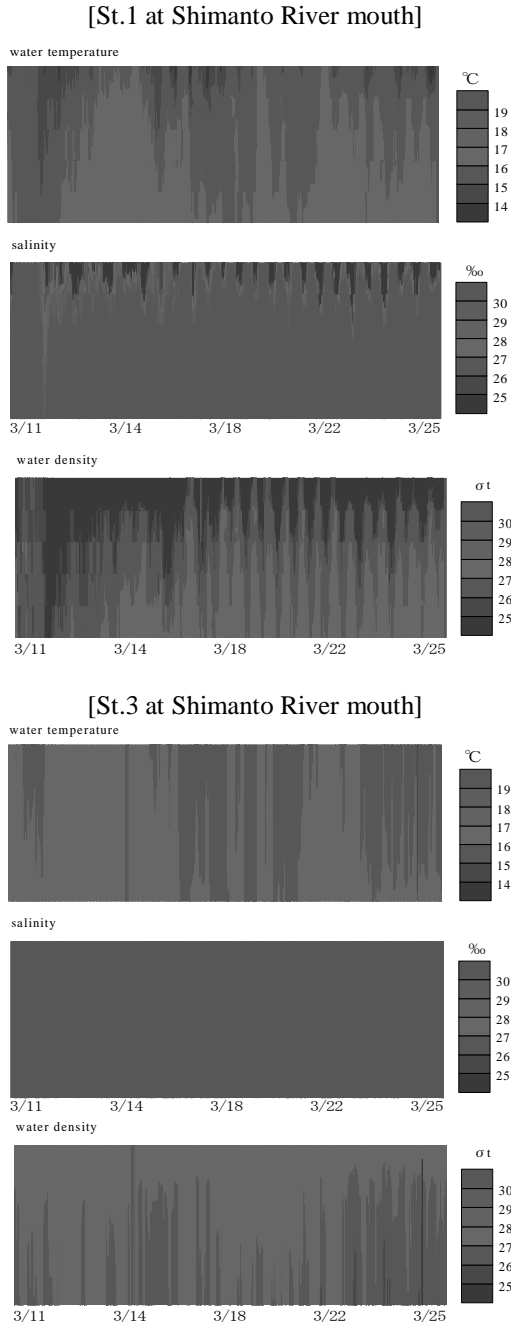 [St.1 at Shimanto River mouth]
water temperature
℃
19
18
17
16
15
14
salinity
‰
30
29
28
27
26
25
3/11 3/14 3/18 3/22 3/25
water density
σt
30
29
28
27
26
25
3/11 3/14 3/18 3/22 3/25
[St.3 at Shimanto River mouth]
water temperature
℃
19
18
17
16
15
14
salinity
‰
30
29
28
27
26
25
3/11 3/14 3/18 3/22 3/25
water density
σt
30
29
28
27
26
25
3/11 3/14 3/18 3/22 3/25